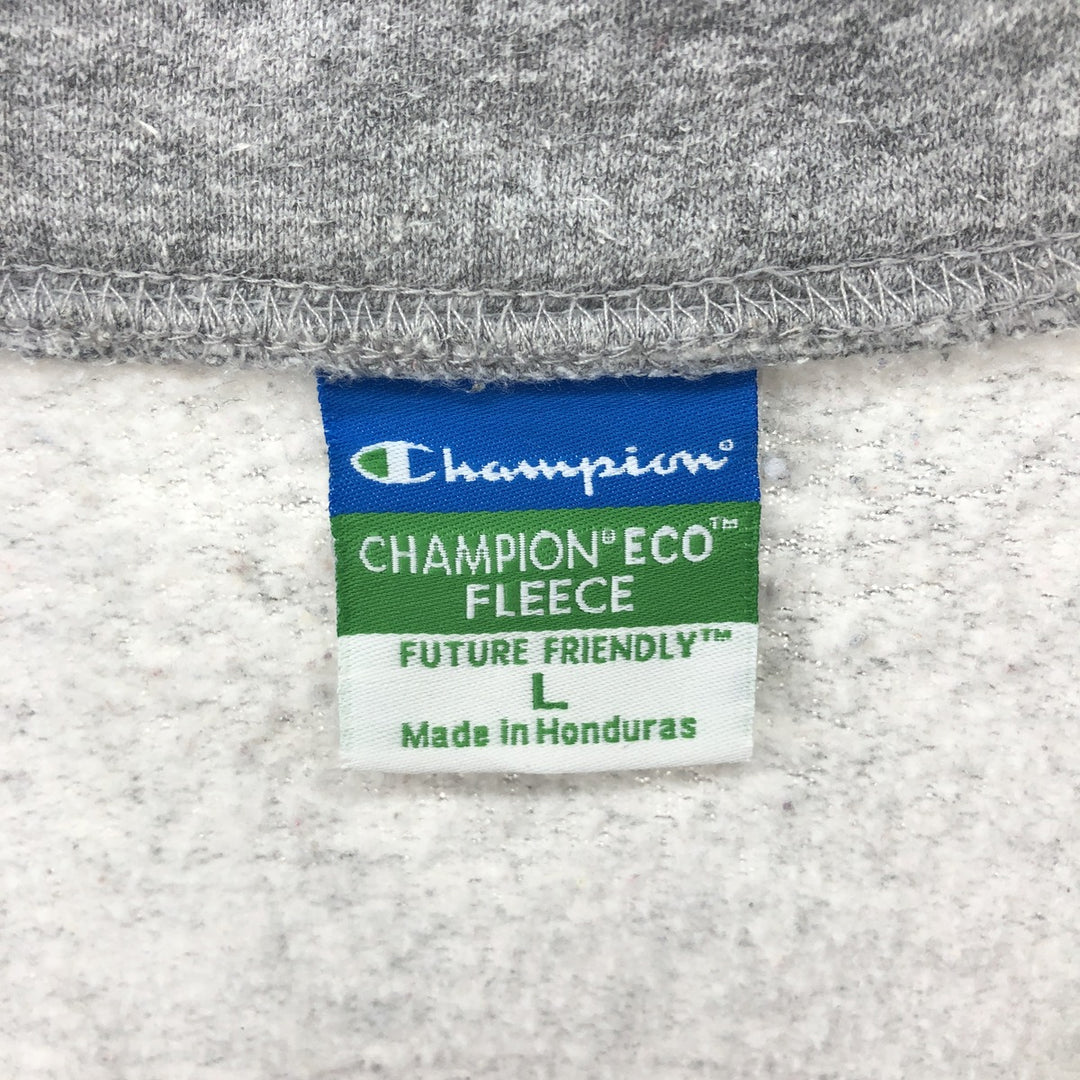 Champion®
CHAMPION® ECO™
FLEECE
FUTURE FRIENDLY™
L
Made in Honduras